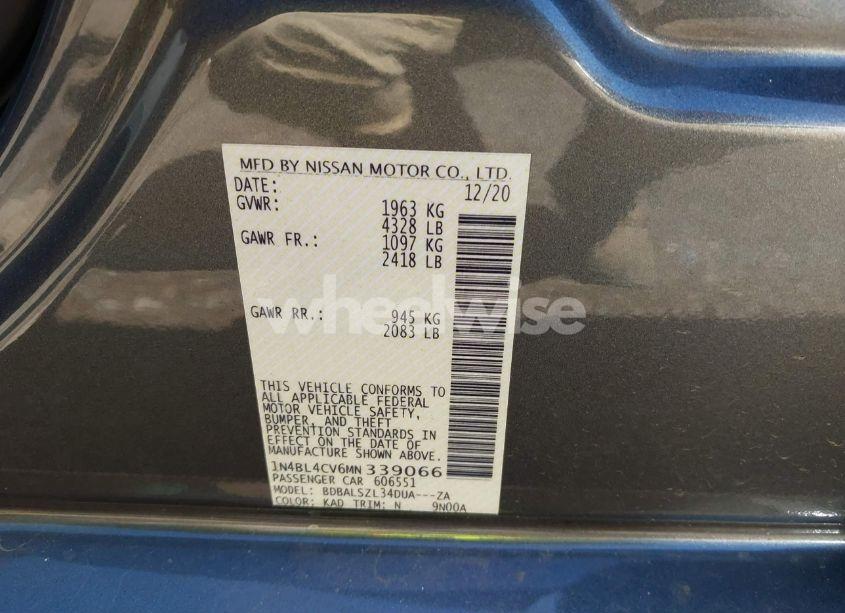 MFD BY NISSAN MOTOR CO., LTD.
DATE: 12/20
GVWR: 1963 KG
4328 LB
GAWR FR.: 1097 KG
2418 LB
wheelwise
GAWR RR.: 945 KG
2083 LB
THIS VEHICLE CONFORMS TO
ALL APPLICABLE FEDERAL
MOTOR VEHICLE SAFETY,
BUMPER, AND THEFT
PREVENTION STANDARDS IN
EFFECT ON THE DATE OF
MANUFACTURE SHOWN ABOVE.
1N4BL4CV6MN 339066
PASSENGER CAR 606551
MODEL: BDBALSZL34DUA---ZA
COLOR: KAD TRIM: N 9N00A